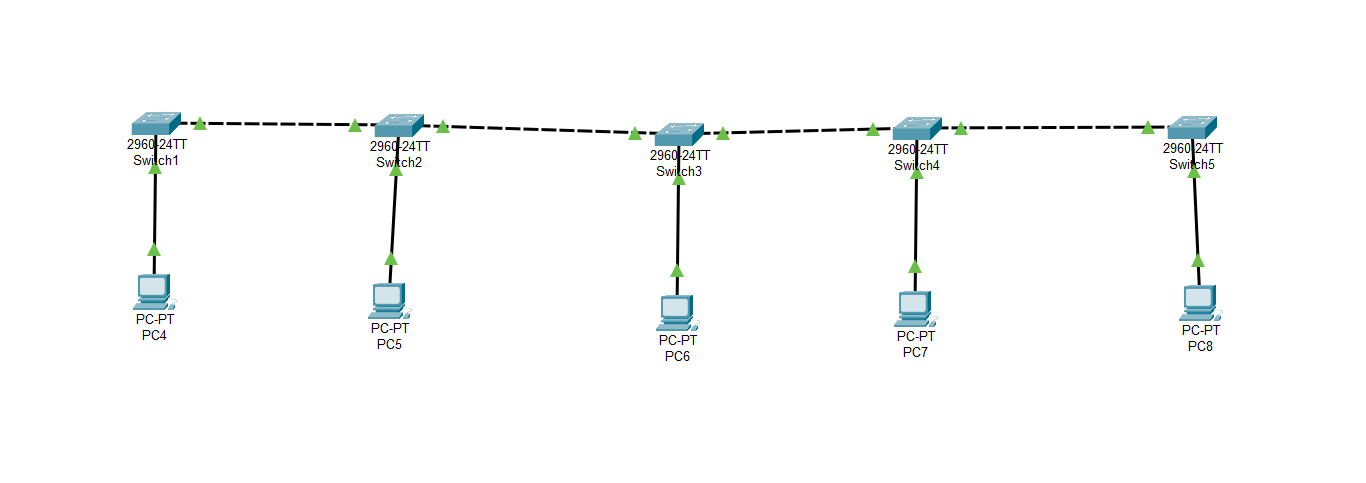 2960-24TT
Switch1
2960-24TT
Switch2
2960-24TT
Switch3
2960-24TT
Switch4
2960-24TT
Switch5
PC-PT
PC4
PC-PT
PC5
PC-PT
PC6
PC-PT
PC7
PC-PT
PC8